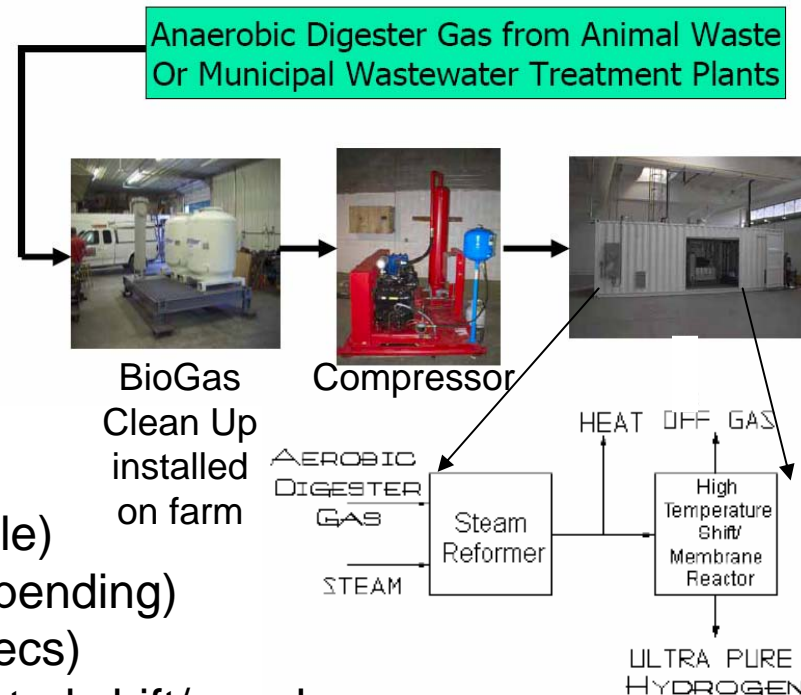 Anaerobic Digester Gas from Animal Waste
Or Municipal Wastewater Treatment Plants
BioGas
Clean Up
installed
on farm
Compressor
HEAT
OFF GAS
AEROBIC
DIGESTER
GAS
STEAM
Steam
Reformer
High
Temperature
Shift/
Membrane
Reactor
ULTRA PURE
HYDROGEN
le)
pending)
ecs)